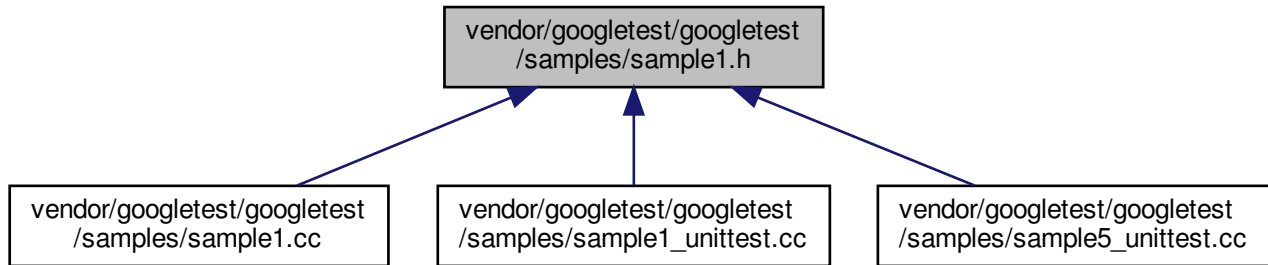 vendor/googletest/googletest
/samples/sample1.h
vendor/googletest/googletest
/samples/sample1.cc
vendor/googletest/googletest
/samples/sample1_unittest.cc
vendor/googletest/googletest
/samples/sample5_unittest.cc